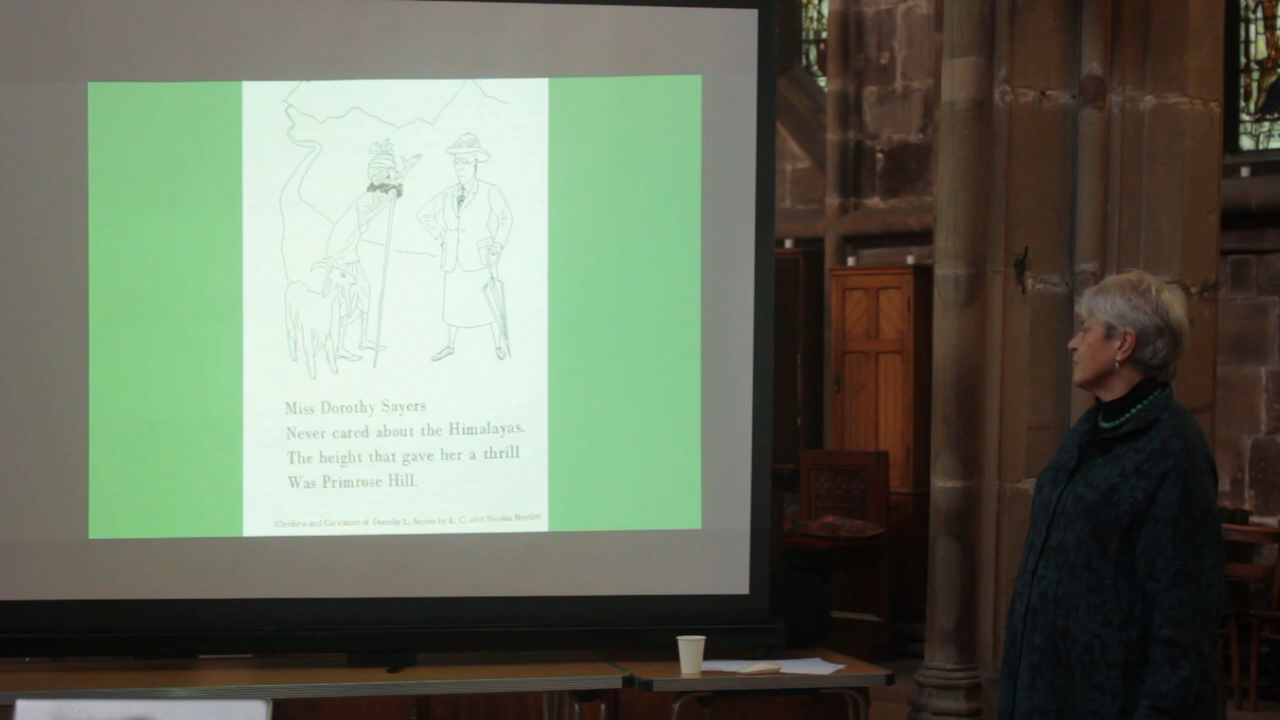 Miss Dorothy Sayers
Never cared about the Himalayas.
The height that gave her a thrill
Was Primrose Hill.
Clerihew and Caricature of Dorothy L. Sayers by E. C. and Nicolas Bentley